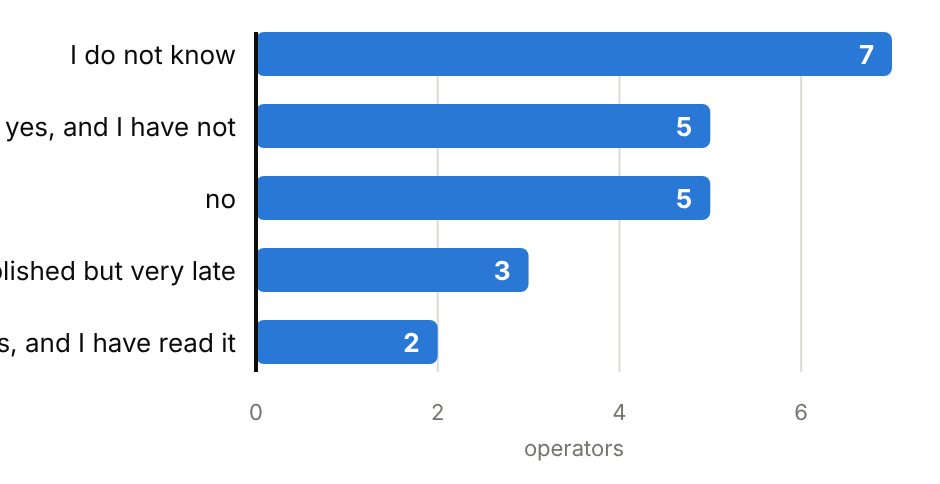 I do not know 7
yes, and I have not 5
no 5
but very late 3
and I have read it 2
0 2 4 6
operators